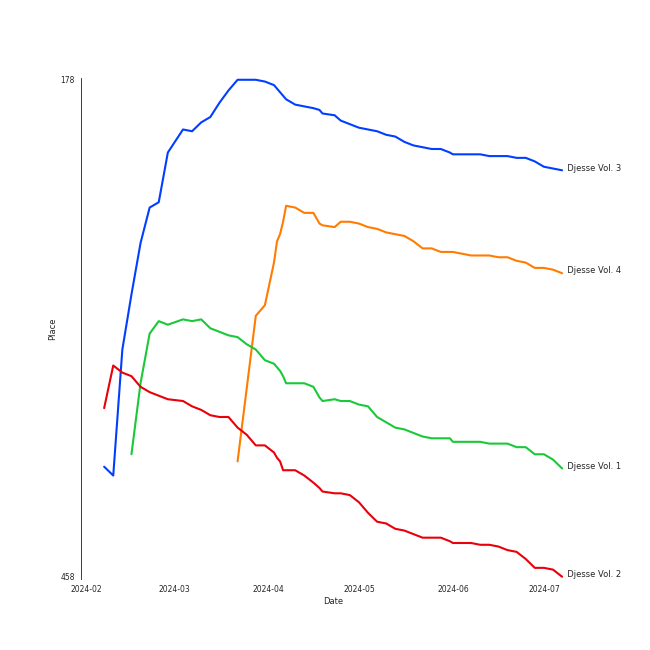 178
Djesse Vol. 3
Djesse Vol. 4
Place
Djesse Vol. 1
Djesse Vol. 2
458
2024-02 2024-03 2024-04 2024-05 2024-06 2024-07
Date